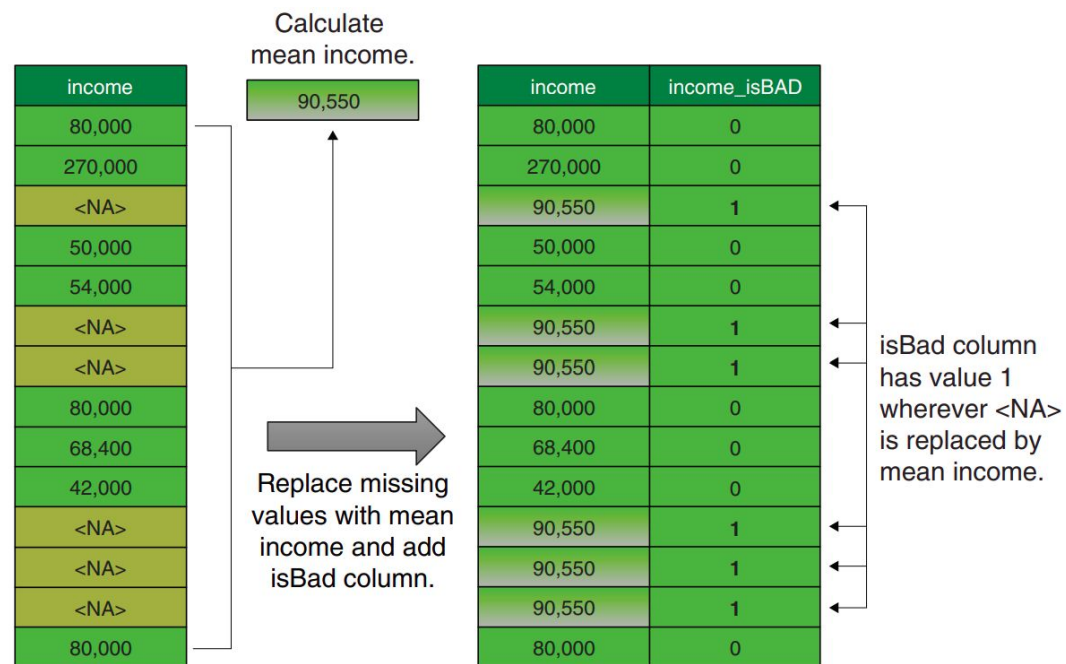 Calculate
mean income.
90,550
income
80,000
270,000
<NA>
50,000
54,000
<NA>
<NA>
80,000
68,400
42,000
<NA>
<NA>
<NA>
80,000
Replace missing
values with mean
income and add
isBad column.
income income_isBAD
80,000 0
270,000 0
90,550 1
50,000 0
54,000 0
90,550 1
90,550 1
80,000 0
68,400 0
42,000 0
90,550 1
90,550 1
90,550 1
80,000 0
isBad column
has value 1
wherever <NA>
is replaced by
mean income.